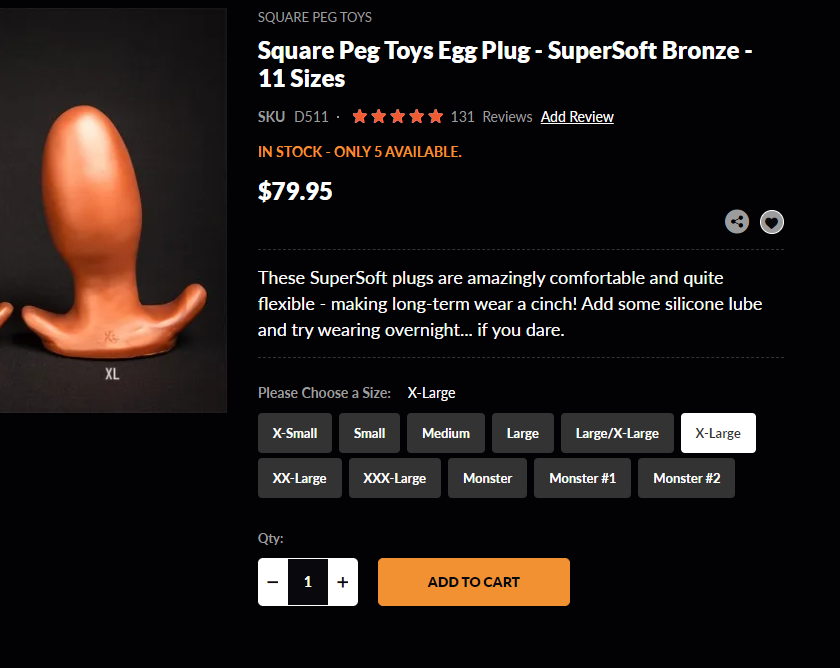 SQUARE PEG TOYS
Square Peg Toys Egg Plug - SuperSoft Bronze -
11 Sizes
SKU D511 · 131 Reviews Add Review
IN STOCK - ONLY 5 AVAILABLE.
$79.95
These SuperSoft plugs are amazingly comfortable and quite
flexible - making long-term wear a cinch! Add some silicone lube
and try wearing overnight... if you dare.
XL
Please Choose a Size: X-Large
X-Small Small Medium Large Large/X-Large X-Large
XX-Large XXX-Large Monster Monster #1 Monster #2
Qty:
− 1 + ADD TO CART